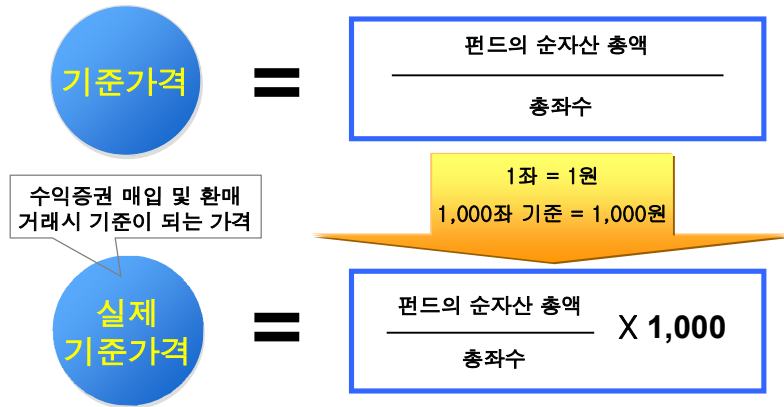 기준가격
=
펀드의 순자산 총액
총좌수
1좌 = 1원
1,000좌 기준 = 1,000원
수익증권 매입 및 환매
거래시 기준이 되는 가격
실제
기준가격
=
펀드의 순자산 총액
총좌수
X 1,000